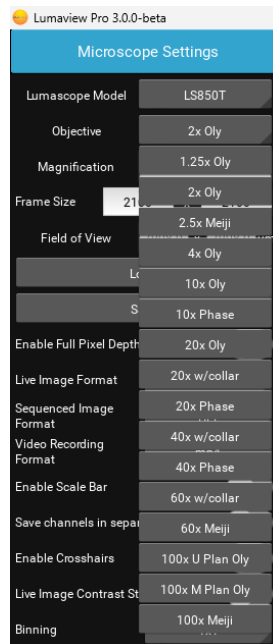 Lumaview Pro 3.0.0-beta
Microscope Settings
Lumascope Model LS850T
Objective 2x Oly
Magnification 1.25x Oly
2x Oly
Frame Size
Field of View 2.5x Meiji
4x Oly
10x Oly
10x Phase
Enable Full Pixel Depth 20x Oly
Live Image Format 20x w/collar
Sequenced Image
Format
20x Phase
Video Recording
Format
40x w/collar
40x Phase
Enable Scale Bar
60x w/collar
Save channels in separ 60x Meiji
Enable Crosshairs 100x U Plan Oly
Live Image Contrast St 100x M Plan Oly
Binning 100x Meiji